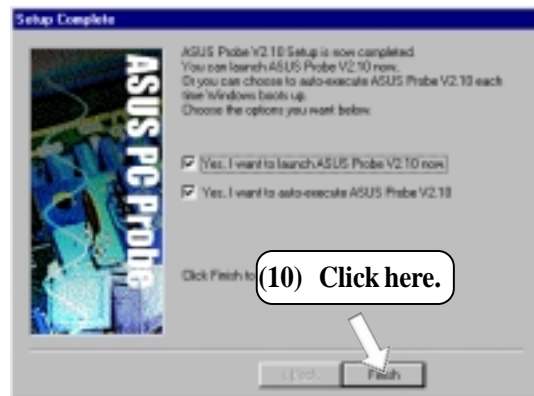 Setup Complete
ASUS PC Probe
ASUS Probe V2.10 Setup is now completed.
You can launch ASUS Probe V2.10 now.
Or you can choose to auto-execute ASUS Probe V2.10 each
time Windows boots up.
Choose the options you want below.
Yes, I want to launch ASUS Probe V2.10 now.
Yes, I want to auto-execute ASUS Probe V2.10
Click Finish to
(10) Click here.
Finish